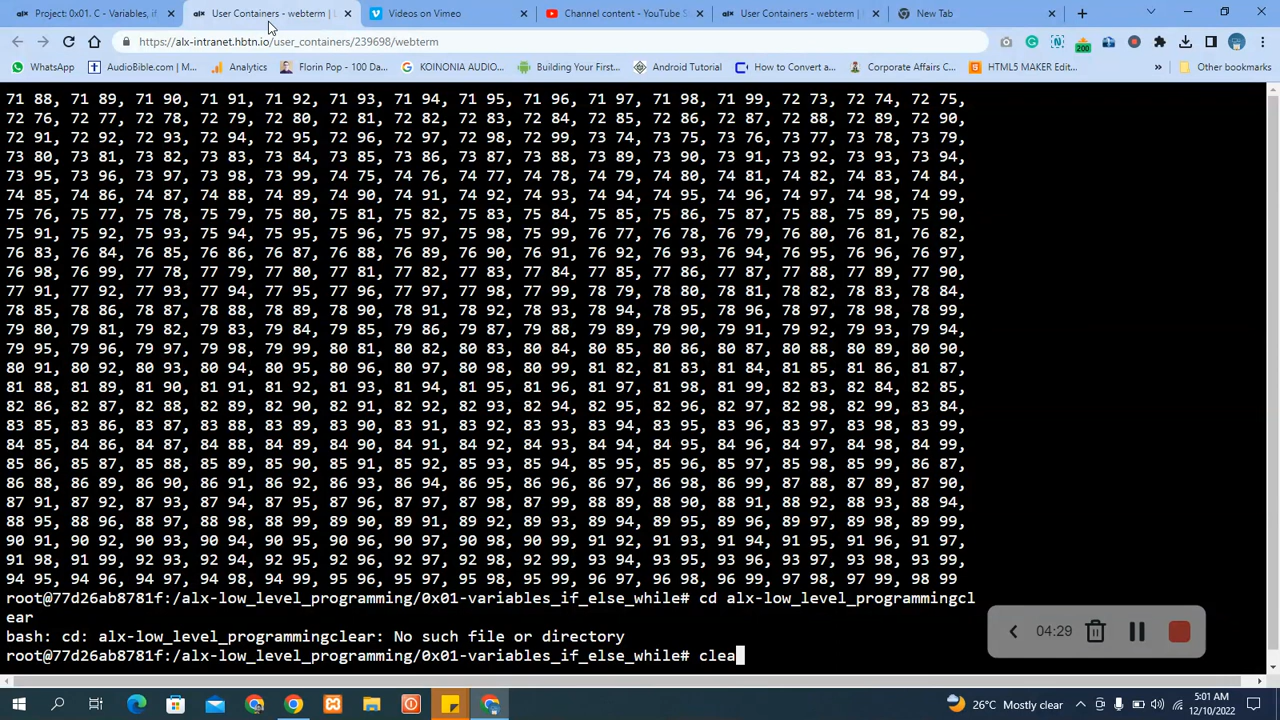 Project: 0x01. C - Variables, if
User Containers - webterm |
Videos on Vimeo
Channel content - YouTube S
User Containers - webterm |
New Tab
https://alx-intranet.hbtn.io/user_containers/239698/webterm
200
WhatsApp
AudioBible.com | M...
Analytics
Florin Pop - 100 Da...
KOINONIA AUDIO...
Building Your First...
Android Tutorial
How to Convert a...
Corporate Affairs C...
HTML5 MAKER Edit...
»
Other bookmarks
71 88, 71 89, 71 90, 71 91, 71 92, 71 93, 71 94, 71 95, 71 96, 71 97, 71 98, 71 99, 72 73, 72 74, 72 75,
72 76, 72 77, 72 78, 72 79, 72 80, 72 81, 72 82, 72 83, 72 84, 72 85, 72 86, 72 87, 72 88, 72 89, 72 90,
72 91, 72 92, 72 93, 72 94, 72 95, 72 96, 72 97, 72 98, 72 99, 73 74, 73 75, 73 76, 73 77, 73 78, 73 79,
73 80, 73 81, 73 82, 73 83, 73 84, 73 85, 73 86, 73 87, 73 88, 73 89, 73 90, 73 91, 73 92, 73 93, 73 94,
73 95, 73 96, 73 97, 73 98, 73 99, 74 75, 74 76, 74 77, 74 78, 74 79, 74 80, 74 81, 74 82, 74 83, 74 84,
74 85, 74 86, 74 87, 74 88, 74 89, 74 90, 74 91, 74 92, 74 93, 74 94, 74 95, 74 96, 74 97, 74 98, 74 99,
75 76, 75 77, 75 78, 75 79, 75 80, 75 81, 75 82, 75 83, 75 84, 75 85, 75 86, 75 87, 75 88, 75 89, 75 90,
75 91, 75 92, 75 93, 75 94, 75 95, 75 96, 75 97, 75 98, 75 99, 76 77, 76 78, 76 79, 76 80, 76 81, 76 82,
76 83, 76 84, 76 85, 76 86, 76 87, 76 88, 76 89, 76 90, 76 91, 76 92, 76 93, 76 94, 76 95, 76 96, 76 97,
76 98, 76 99, 77 78, 77 79, 77 80, 77 81, 77 82, 77 83, 77 84, 77 85, 77 86, 77 87, 77 88, 77 89, 77 90,
77 91, 77 92, 77 93, 77 94, 77 95, 77 96, 77 97, 77 98, 77 99, 78 79, 78 80, 78 81, 78 82, 78 83, 78 84,
78 85, 78 86, 78 87, 78 88, 78 89, 78 90, 78 91, 78 92, 78 93, 78 94, 78 95, 78 96, 78 97, 78 98, 78 99,
79 80, 79 81, 79 82, 79 83, 79 84, 79 85, 79 86, 79 87, 79 88, 79 89, 79 90, 79 91, 79 92, 79 93, 79 94,
79 95, 79 96, 79 97, 79 98, 79 99, 80 81, 80 82, 80 83, 80 84, 80 85, 80 86, 80 87, 80 88, 80 89, 80 90,
80 91, 80 92, 80 93, 80 94, 80 95, 80 96, 80 97, 80 98, 80 99, 81 82, 81 83, 81 84, 81 85, 81 86, 81 87,
81 88, 81 89, 81 90, 81 91, 81 92, 81 93, 81 94, 81 95, 81 96, 81 97, 81 98, 81 99, 82 83, 82 84, 82 85,
82 86, 82 87, 82 88, 82 89, 82 90, 82 91, 82 92, 82 93, 82 94, 82 95, 82 96, 82 97, 82 98, 82 99, 83 84,
83 85, 83 86, 83 87, 83 88, 83 89, 83 90, 83 91, 83 92, 83 93, 83 94, 83 95, 83 96, 83 97, 83 98, 83 99,
84 85, 84 86, 84 87, 84 88, 84 89, 84 90, 84 91, 84 92, 84 93, 84 94, 84 95, 84 96, 84 97, 84 98, 84 99,
85 86, 85 87, 85 88, 85 89, 85 90, 85 91, 85 92, 85 93, 85 94, 85 95, 85 96, 85 97, 85 98, 85 99, 86 87,
86 88, 86 89, 86 90, 86 91, 86 92, 86 93, 86 94, 86 95, 86 96, 86 97, 86 98, 86 99, 87 88, 87 89, 87 90,
87 91, 87 92, 87 93, 87 94, 87 95, 87 96, 87 97, 87 98, 87 99, 88 89, 88 90, 88 91, 88 92, 88 93, 88 94,
88 95, 88 96, 88 97, 88 98, 88 99, 89 90, 89 91, 89 92, 89 93, 89 94, 89 95, 89 96, 89 97, 89 98, 89 99,
90 91, 90 92, 90 93, 90 94, 90 95, 90 96, 90 97, 90 98, 90 99, 91 92, 91 93, 91 94, 91 95, 91 96, 91 97,
91 98, 91 99, 92 93, 92 94, 92 95, 92 96, 92 97, 92 98, 92 99, 93 94, 93 95, 93 96, 93 97, 93 98, 93 99,
94 95, 94 96, 94 97, 94 98, 94 99, 95 96, 95 97, 95 98, 95 99, 96 97, 96 98, 96 99, 97 98, 97 99, 98 99
root@77d26ab8781f:/alx-low_level_programming/0x01-variables_if_else_while# cd alx-low_level_programmingcl
ear
bash: cd: alx-low_level_programmingclear: No such file or directory
root@77d26ab8781f:/alx-low_level_programming/0x01-variables_if_else_while# clea
04:29
26°C Mostly clear
5:01 AM
12/10/2022